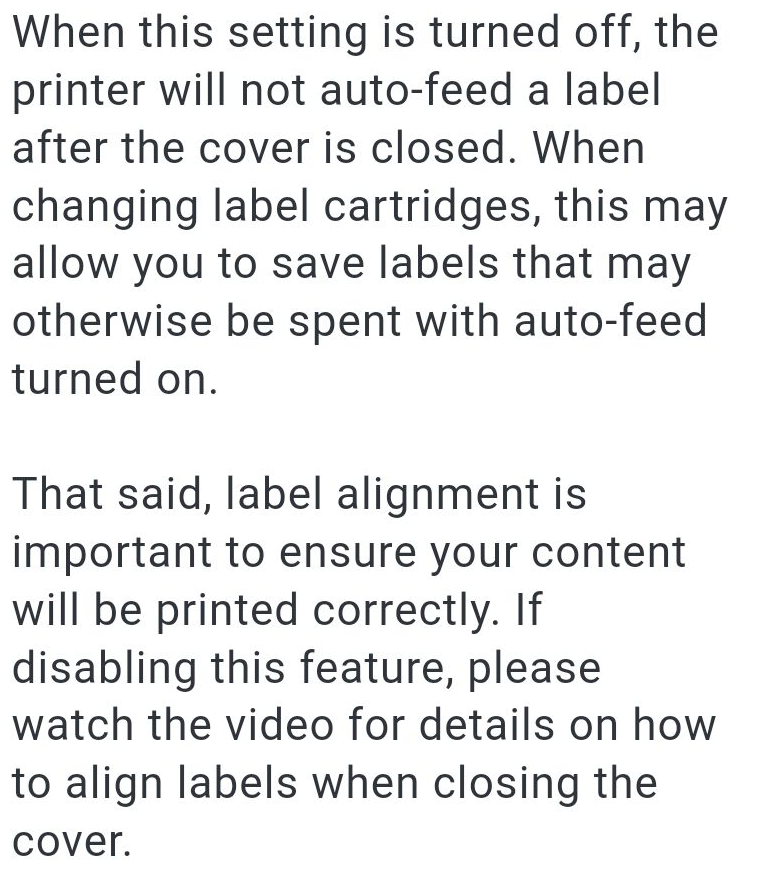 When this setting is turned off, the
printer will not auto-feed a label
after the cover is closed. When
changing label cartridges, this may
allow you to save labels that may
otherwise be spent with auto-feed
turned on.
That said, label alignment is
important to ensure your content
will be printed correctly. If
disabling this feature, please
watch the video for details on how
to align labels when closing the
cover.